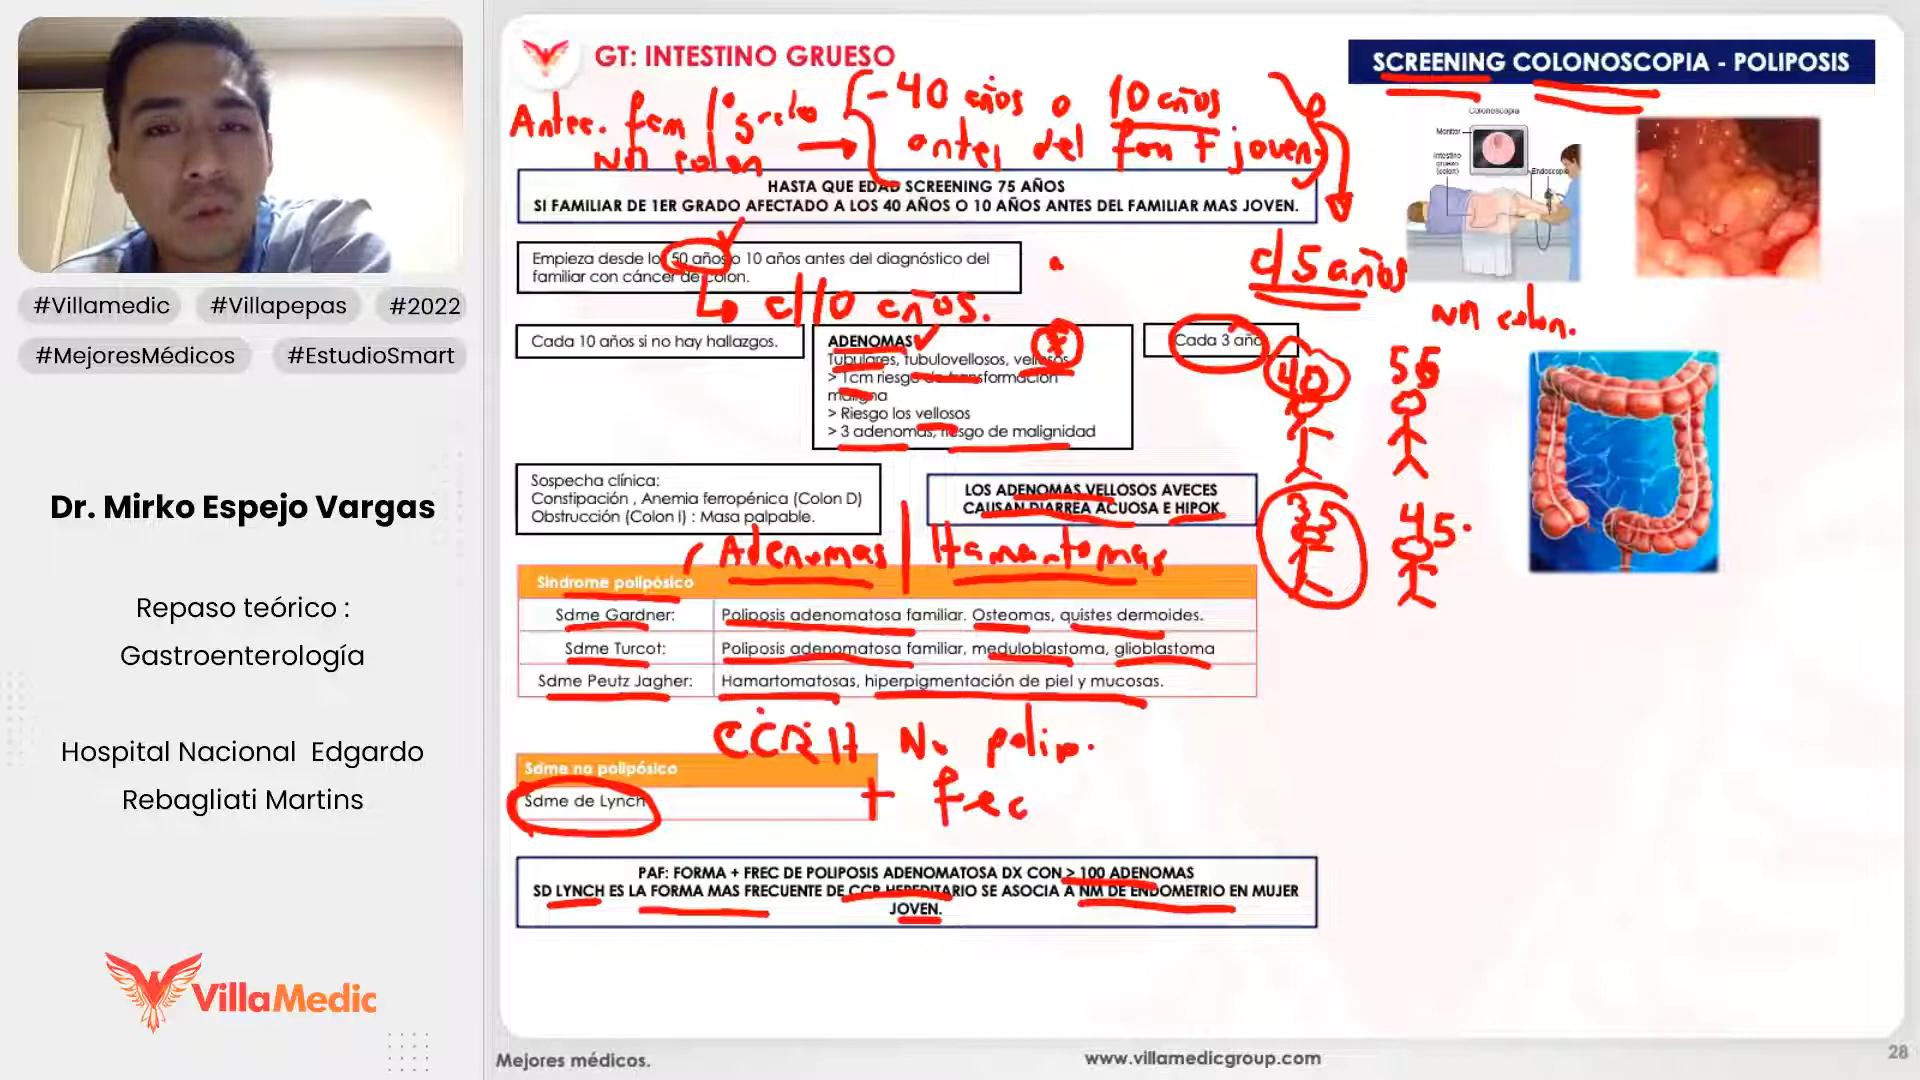 #Villamedic #Villapepas #2022
#MejoresMédicos #EstudioSmart
Dr. Mirko Espejo Vargas
Repaso teórico :
Gastroenterología
Hospital Nacional Edgardo
Rebagliati Martins
VillaMedic
GT: INTESTINO GRUESO
SCREENING COLONOSCOPIA - POLIPOSIS
Antec. fam 1° grado
NM colon
- 40 años o 10 años
antes del fam + joven
HASTA QUE EDAD SCREENING 75 AÑOS
SI FAMILIAR DE 1ER GRADO AFECTADO A LOS 40 AÑOS O 10 AÑOS ANTES DEL FAMILIAR MAS JOVEN.
Colonoscopia
Monitor
Intestino
grueso
(colon)
Endoscopio
Empieza desde los 50 años o 10 años antes del diagnóstico del
familiar con cáncer de colon.
c/10 años.
c/5 años
NM colon.
Cada 10 años si no hay hallazgos.
ADENOMAS
Tubulares, tubulovellosos, vellosos
> 1cm riesgo de transformación
maligna
> Riesgo los vellosos
> 3 adenomas, riesgo de malignidad
Cada 3 año
40
35
45.
Sospecha clínica:
Constipación , Anemia ferropénica (Colon D)
Obstrucción (Colon I) : Masa palpable.
LOS ADENOMAS VELLOSOS AVECES
CAUSAN DIARREA ACUOSA E HIPOK
Adenomas | Hamartomas
Sindrome polipósico
Sdme Gardner: Poliposis adenomatosa familiar. Osteomas, quistes dermoides.
Sdme Turcot: Poliposis adenomatosa familiar, meduloblastoma, glioblastoma
Sdme Peutz Jagher: Hamartomatosas, hiperpigmentación de piel y mucosas.
CCRH No polip.
+ frec
Sdme no polipósico
Sdme de Lynch
PAF: FORMA + FREC DE POLIPOSIS ADENOMATOSA DX CON > 100 ADENOMAS
SD LYNCH ES LA FORMA MAS FRECUENTE DE CCR HEREDITARIO SE ASOCIA A NM DE ENDOMETRIO EN MUJER
JOVEN.
Mejores médicos.
www.villamedicgroup.com
28